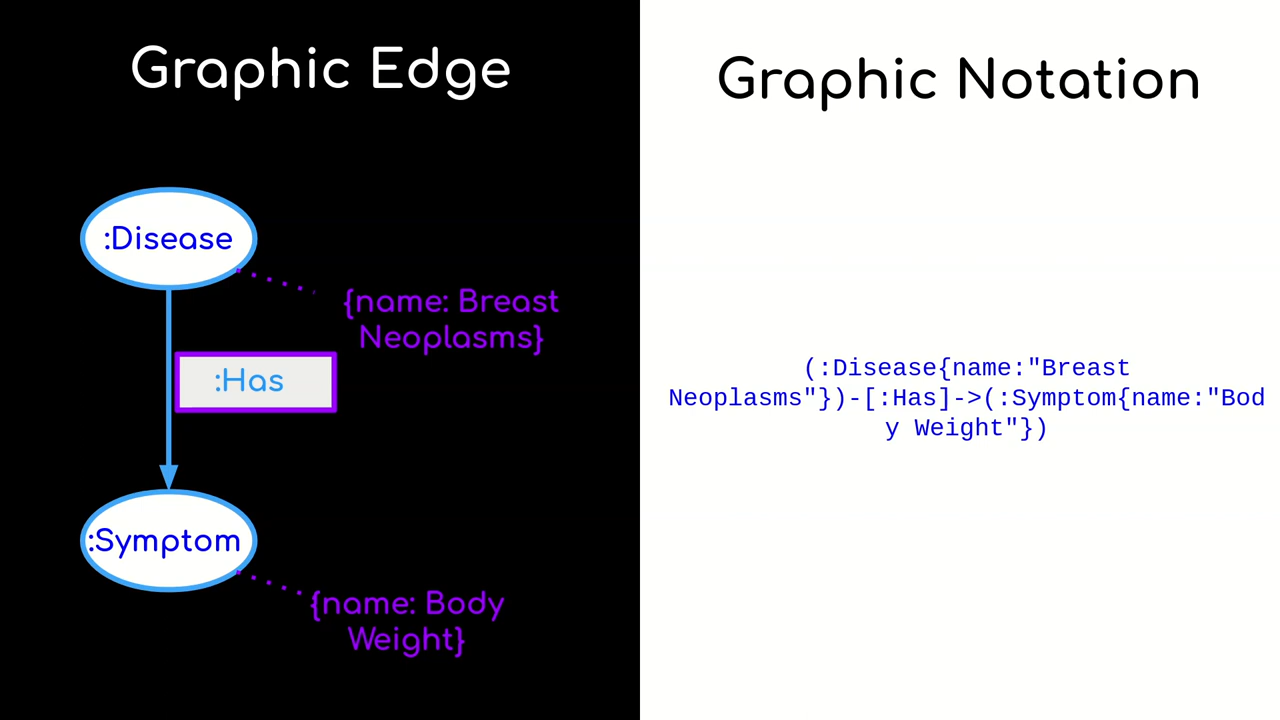 Graphic Edge
:Disease
{name: Breast
Neoplasms}
:Has
:Symptom
{name: Body
Weight}
Graphic Notation
(:Disease{name:"Breast
Neoplasms"})-[:Has]->(:Symptom{name:"Bod
y Weight"})